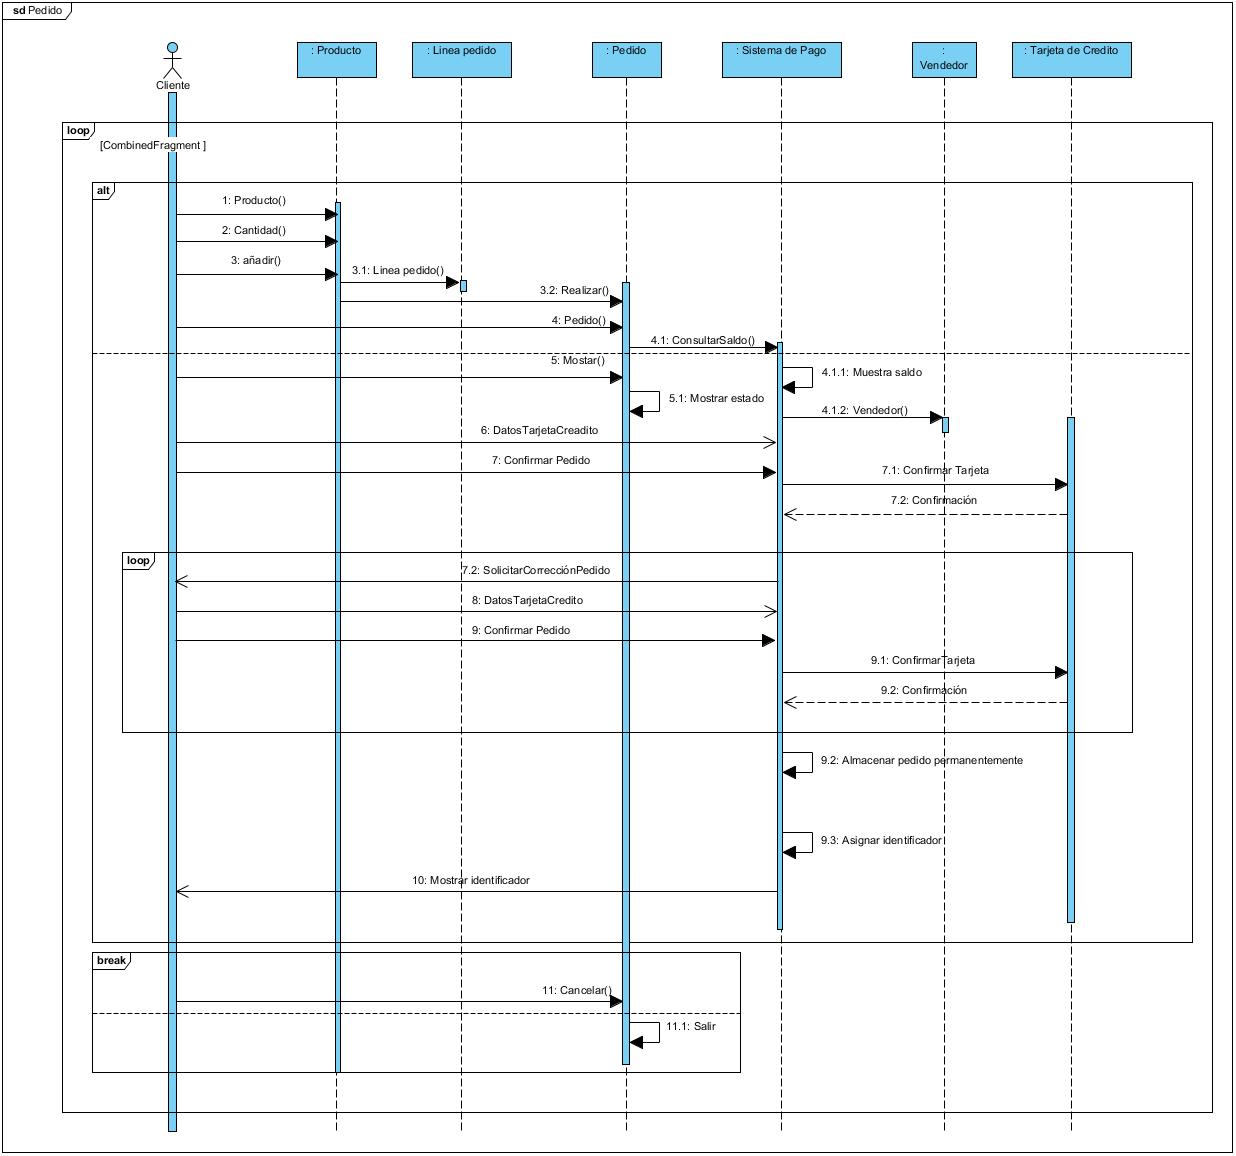 sd Pedido
Cliente
: Producto
: Linea pedido
: Pedido
: Sistema de Pago
:
Vendedor
: Tarjeta de Credito
loop
[CombinedFragment ]
alt
1: Producto()
2: Cantidad()
3: añadir()
3.1: Linea pedido()
3.2: Realizar()
4: Pedido()
4.1: ConsultarSaldo()
5: Mostar()
4.1.1: Muestra saldo
5.1: Mostrar estado
4.1.2: Vendedor()
6: DatosTarjetaCreadito
7: Confirmar Pedido
7.1: Confirmar Tarjeta
7.2: Confirmación
loop
7.2: SolicitarCorrecciónPedido
8: DatosTarjetaCredito
9: Confirmar Pedido
9.1: ConfirmarTarjeta
9.2: Confirmación
9.2: Almacenar pedido permanentemente
9.3: Asignar identificador
10: Mostrar identificador
break
11: Cancelar()
11.1: Salir